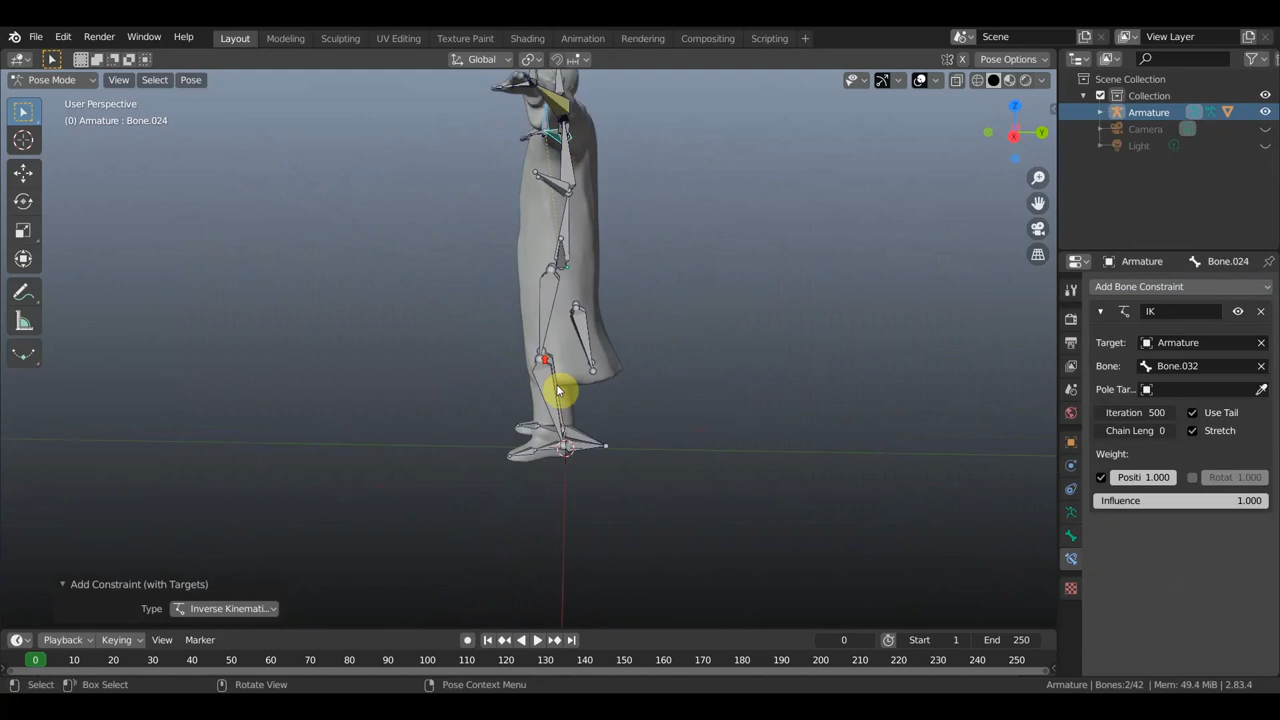 File Edit Render Window Help Layout Modeling Sculpting UV Editing Texture Paint Shading Animation Rendering Compositing Scripting + Scene View Layer
Global X Pose Options
Pose Mode View Select Pose
User Perspective
(0) Armature : Bone.024
X Y Z
Scene Collection
Collection
Armature
Camera
Light
Armature Bone.024
Add Bone Constraint
IK
Target: Armature
Bone: Bone.032
Pole Tar..
Iteration 500 Use Tail
Chain Leng 0 Stretch
Weight:
Positi 1.000 Rotat 1.000
Influence 1.000
Add Constraint (with Targets)
Type Inverse Kinemati...
Playback Keying View Marker 0 Start 1 End 250
0 10 20 30 40 50 60 70 80 90 100 110 120 130 140 150 160 170 180 190 200 210 220 230 240 250
Select Box Select Rotate View Pose Context Menu Armature | Bones:2/42 | Mem: 49.4 MiB | 2.83.4